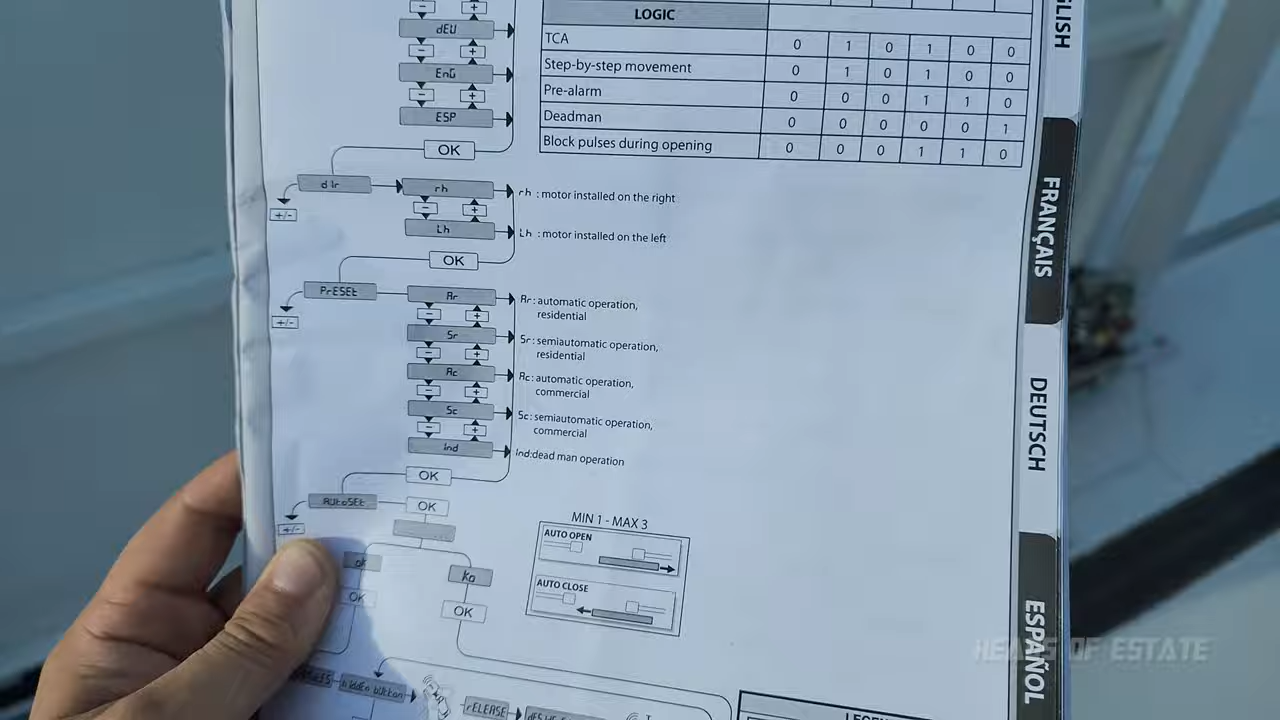 LOGIC
TCA 0 1 0 1 0 0
Step-by-step movement 0 1 0 1 0 0
Pre-alarm 0 0 0 1 1 0
Deadman 0 0 0 0 0 1
Block pulses during opening 0 0 0 1 1 0
− +
dEU
− +
EnG
− +
ESP
OK
dir
+/-
rh
rh : motor installed on the right
− +
Lh
Lh : motor installed on the left
OK
PrESEt
+/-
Ar
Ar: automatic operation,
residential
− +
Sr
Sr: semiautomatic operation,
residential
− +
Ac
Ac: automatic operation,
commercial
− +
Sc
Sc: semiautomatic operation,
commercial
− +
Ind
Ind:dead man operation
OK
AUtoSEt
OK
+/-
ok
OK
Ko
OK
MIN 1 - MAX 3
AUTO OPEN
AUTO CLOSE
hiddEn bUtton
rELEASE
FRANÇAIS
DEUTSCH
ESPAÑOL
OF ESTATE